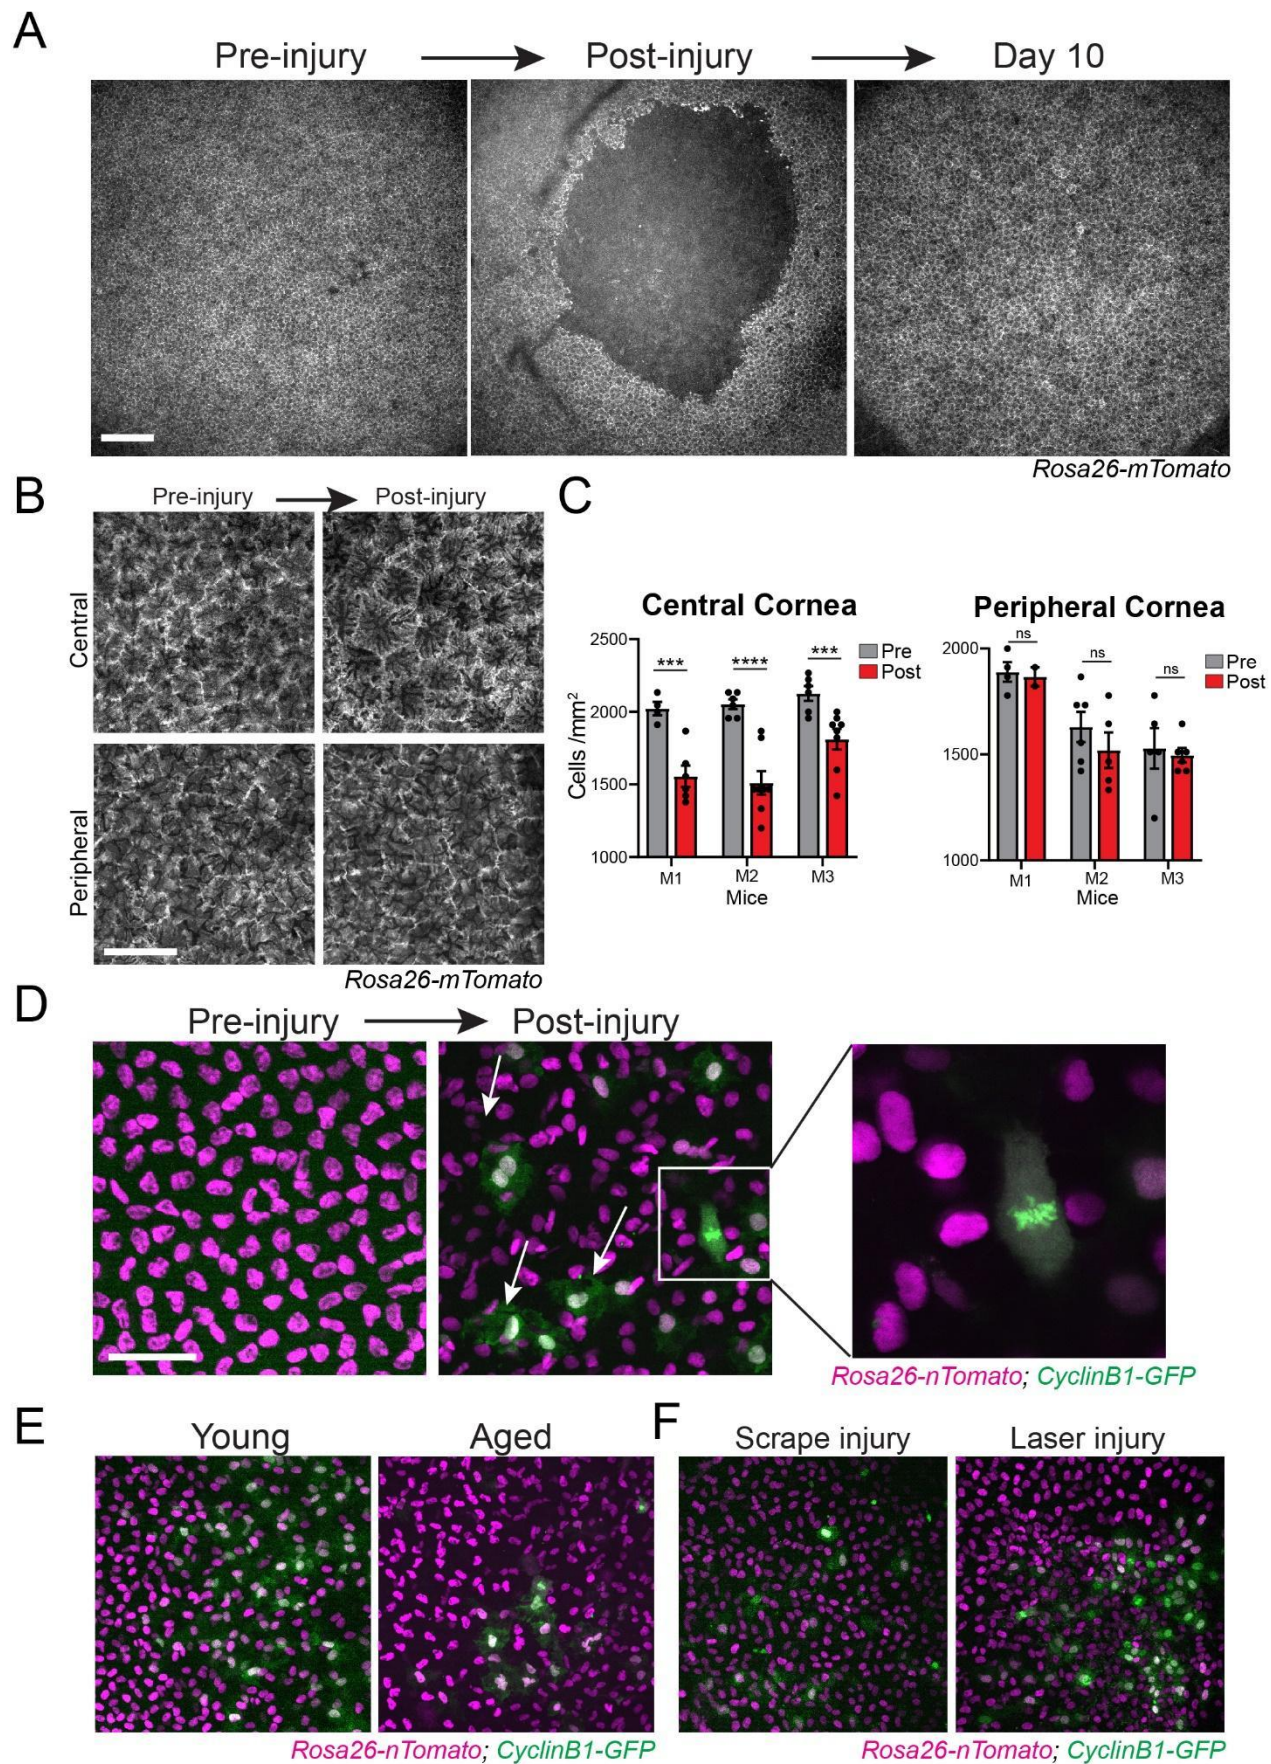 A
Pre-injury
Post-injury
Day 10
Rosa26-mTomato
B
Pre-injury
Post-injury
Central
Peripheral
Rosa26-mTomato
C
Central Cornea
Cells /mm²
2500
2000
1500
1000
***
****
***
Pre
Post
M1
M2
M3
Mice
Peripheral Cornea
2000
1500
1000
ns
ns
ns
Pre
Post
M1
M2
M3
Mice
D
Pre-injury
Post-injury
Rosa26-nTomato; CyclinB1-GFP
E
Young
Aged
Rosa26-nTomato; CyclinB1-GFP
F
Scrape injury
Laser injury
Rosa26-nTomato; CyclinB1-GFP